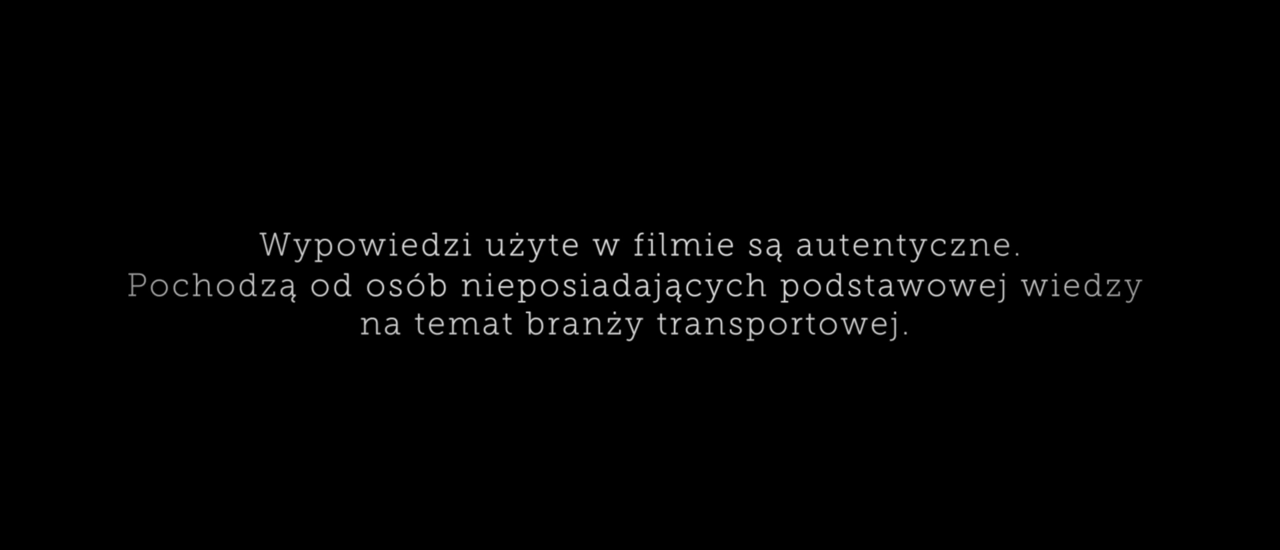 Wypowiedzi użyte w filmie są autentyczne.
Pochodzą od osób nieposiadających podstawowej wiedzy
na temat branży transportowej.